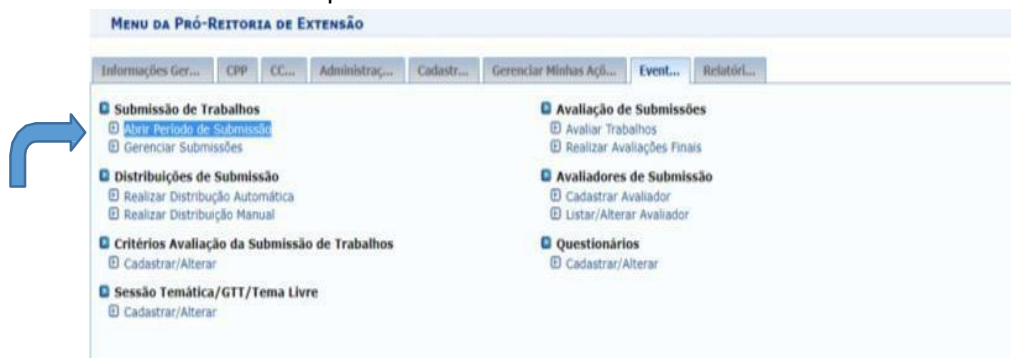 MENU DA PRÓ-REITORIA DE EXTENSÃO
Informações Ger... CPP CC... Administraç... Cadastr... Gerenciar Minhas Açõ... Event... Relatóri...
Submissão de Trabalhos
Abrir Período de Submissão
Gerenciar Submissões
Distribuições de Submissão
Realizar Distribução Automática
Realizar Distribuição Manual
Critérios Avaliação da Submissão de Trabalhos
Cadastrar/Alterar
Sessão Temática/GTT/Tema Livre
Cadastrar/Alterar
Avaliação de Submissões
Avaliar Trabalhos
Realizar Avaliações Finais
Avaliadores de Submissão
Cadastrar Avaliador
Listar/Alterar Avaliador
Questionários
Cadastrar/Alterar